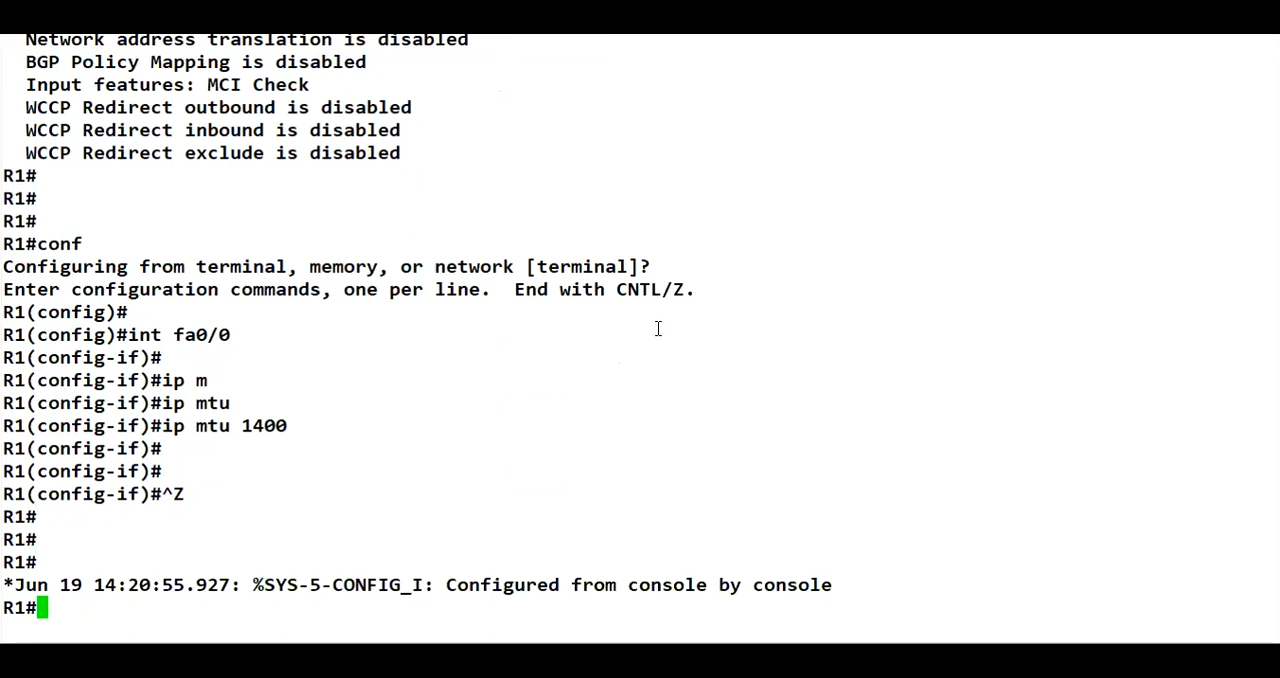 Network address translation is disabled
BGP Policy Mapping is disabled
Input features: MCI Check
WCCP Redirect outbound is disabled
WCCP Redirect inbound is disabled
WCCP Redirect exclude is disabled
R1#
R1#
R1#
R1#conf
Configuring from terminal, memory, or network [terminal]?
Enter configuration commands, one per line.  End with CNTL/Z.
R1(config)#
R1(config)#int fa0/0
R1(config-if)#
R1(config-if)#ip m
R1(config-if)#ip mtu
R1(config-if)#ip mtu 1400
R1(config-if)#
R1(config-if)#
R1(config-if)#^Z
R1#
R1#
R1#
*Jun 19 14:20:55.927: %SYS-5-CONFIG_I: Configured from console by console
R1#